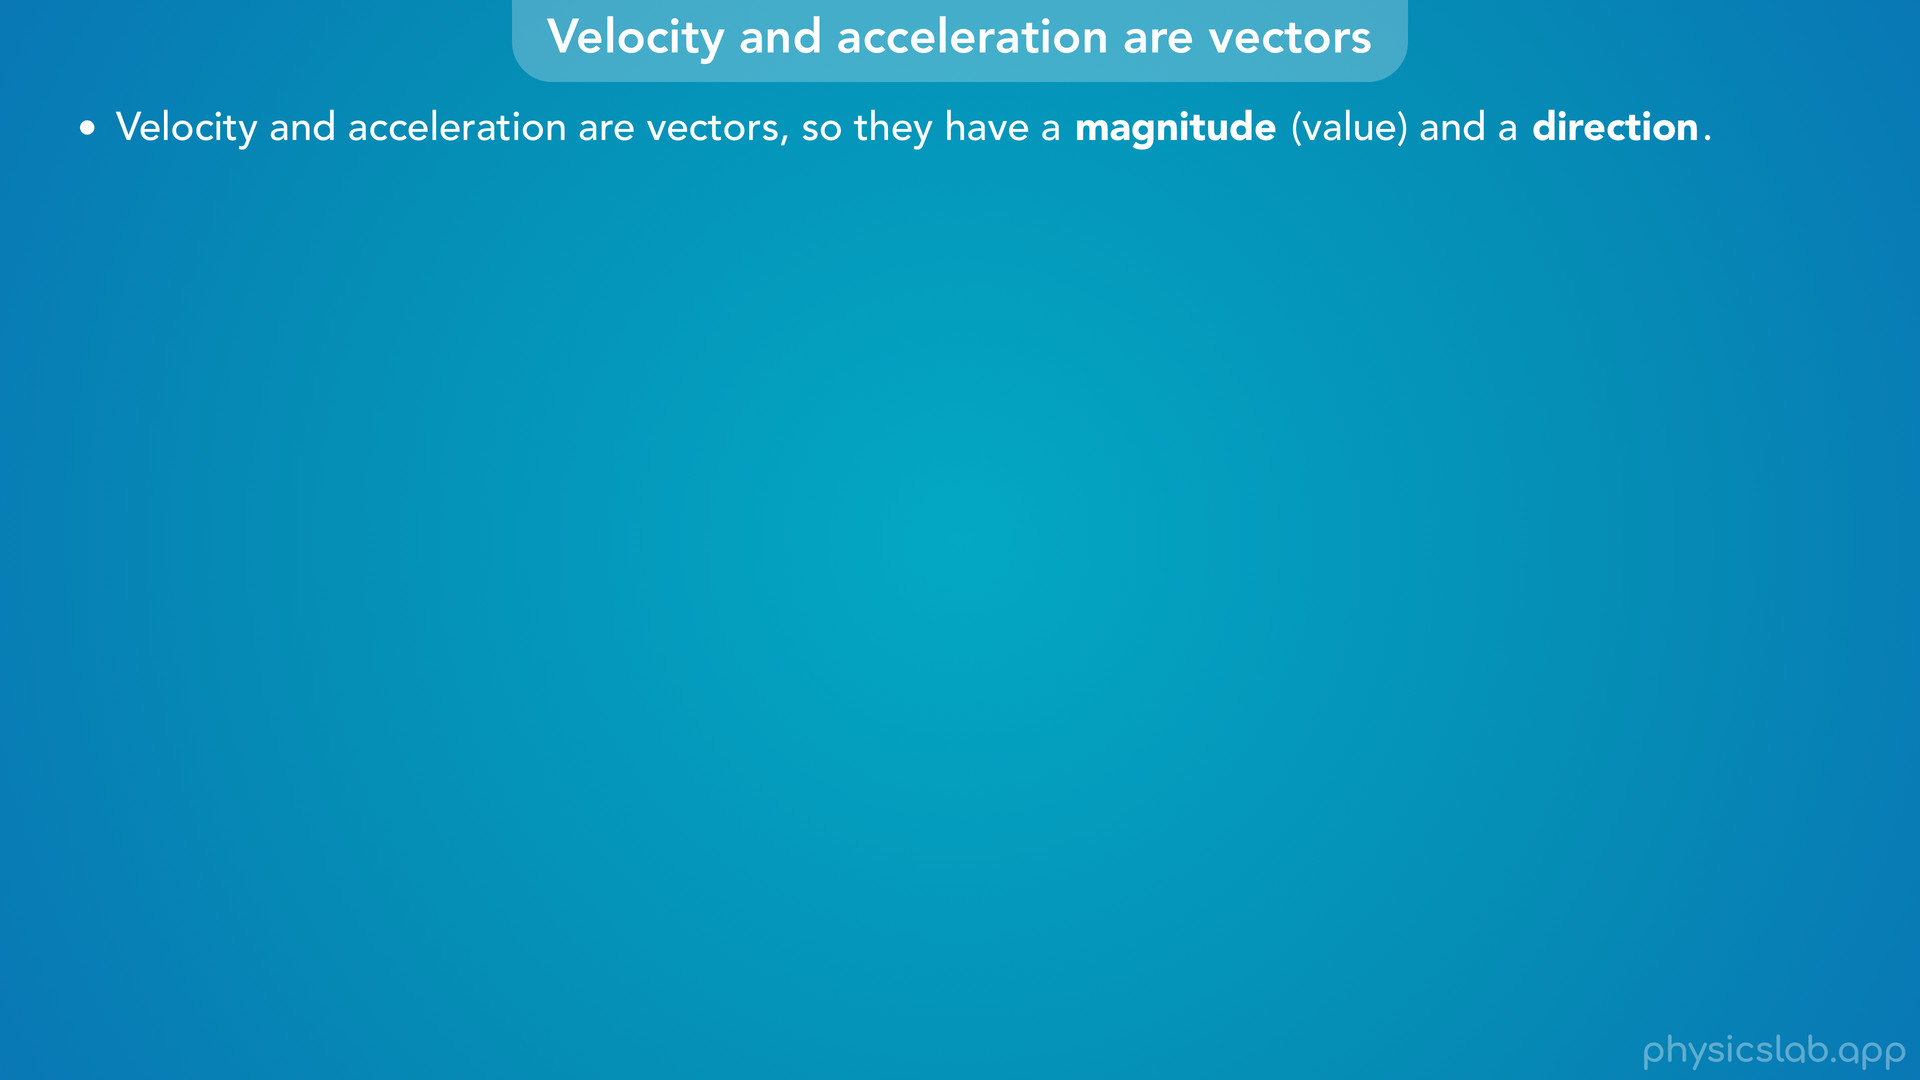 Velocity and acceleration are vectors
• Velocity and acceleration are vectors, so they have a magnitude (value) and a direction.
physicslab.app